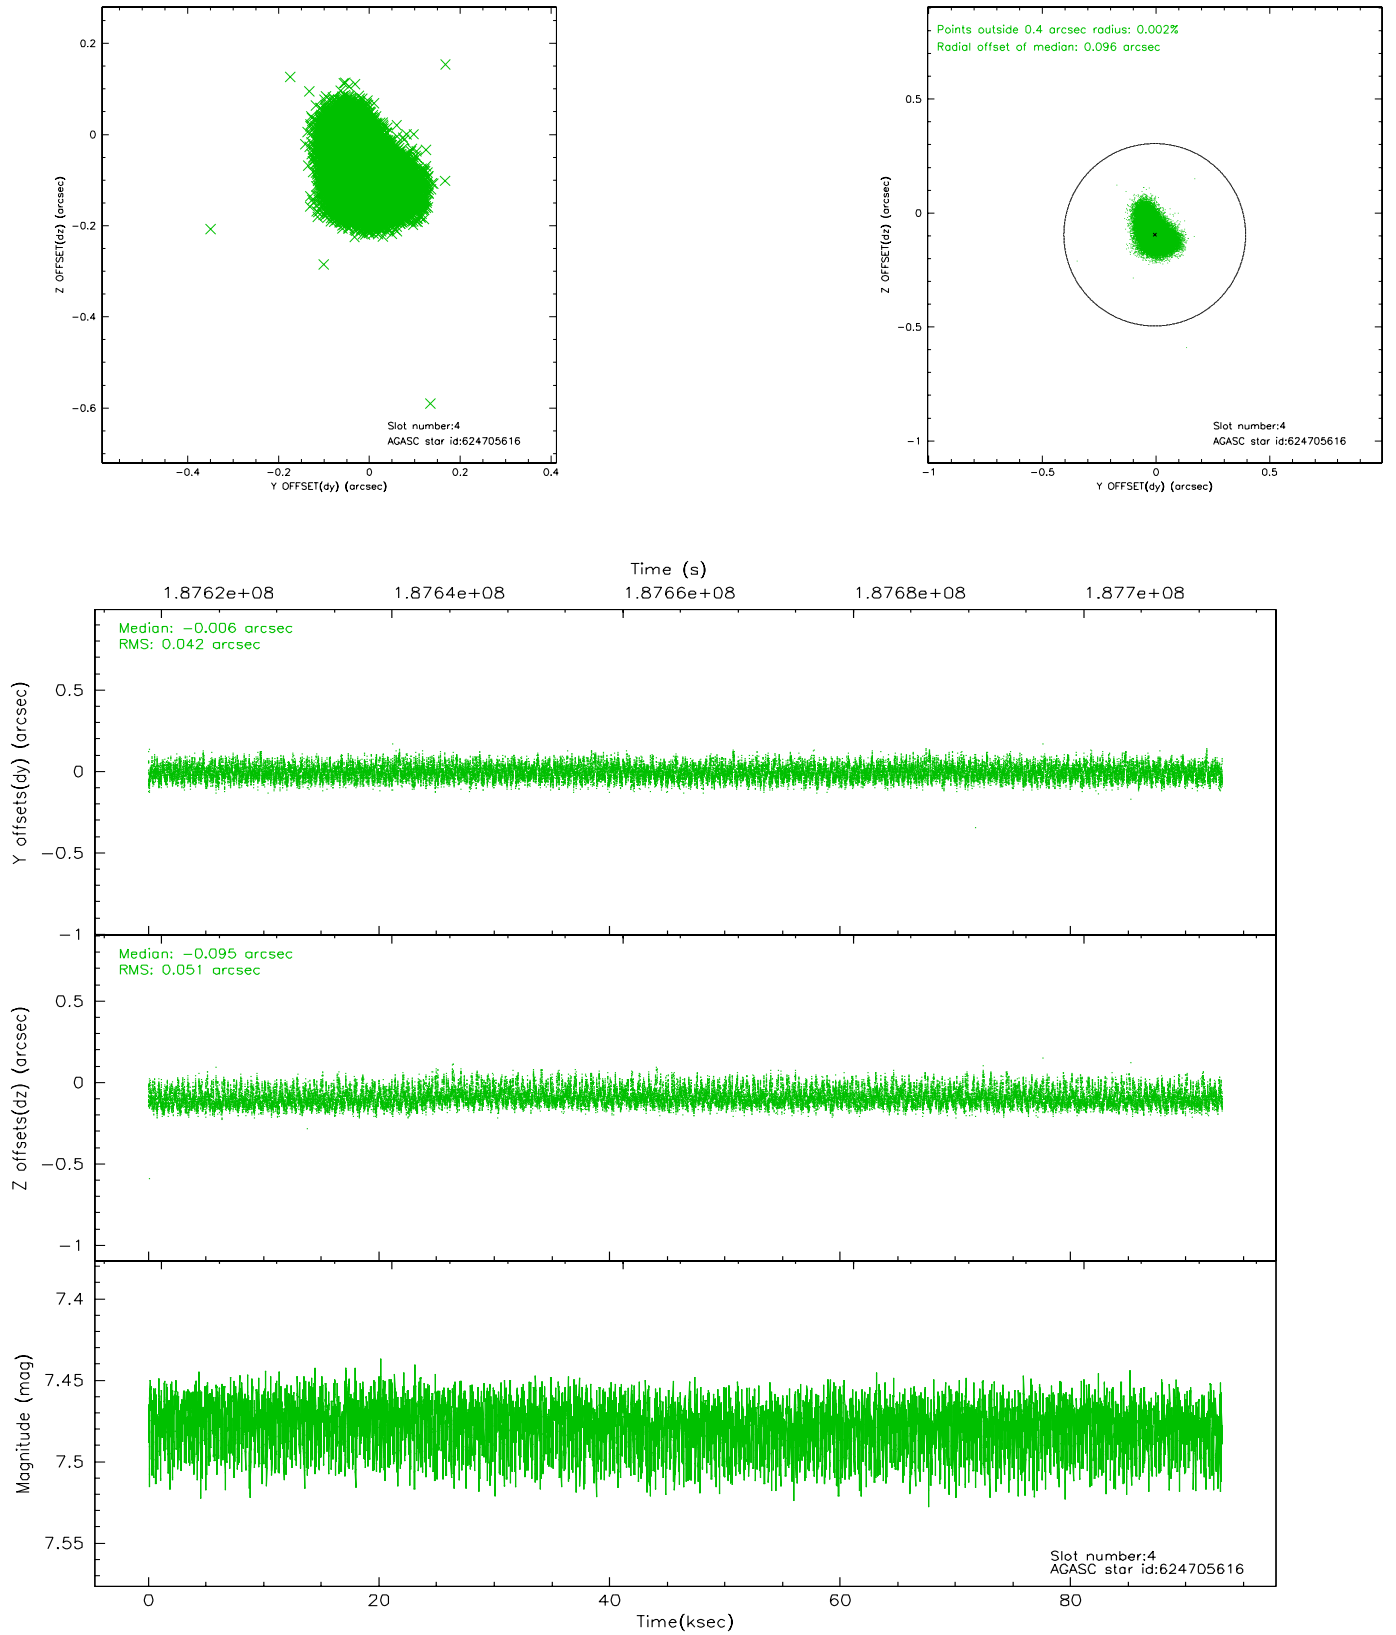 0.2
0
−0.2
−0.4
−0.6
Z OFFSET(dz) (arcsec)
Slot number:4
AGASC star id:624705616
−0.4 −0.2 0 0.2 0.4
Y OFFSET(dy) (arcsec)
Points outside 0.4 arcsec radius: 0.002%
Radial offset of median: 0.096 arcsec
0.5
0
−0.5
−1
Z OFFSET(dz) (arcsec)
Slot number:4
AGASC star id:624705616
−1 −0.5 0 0.5
Y OFFSET(dy) (arcsec)
Time (s)
1.8762e+08 1.8764e+08 1.8766e+08 1.8768e+08 1.877e+08
Median: −0.006 arcsec
RMS: 0.042 arcsec
0.5
0
−0.5
−1
Y offsets(dy) (arcsec)
Median: −0.095 arcsec
RMS: 0.051 arcsec
0.5
0
−0.5
−1
Z offsets(dz) (arcsec)
7.4
7.45
7.5
7.55
Magnitude (mag)
Slot number:4
AGASC star id:624705616
0 20 40 60 80
Time(ksec)